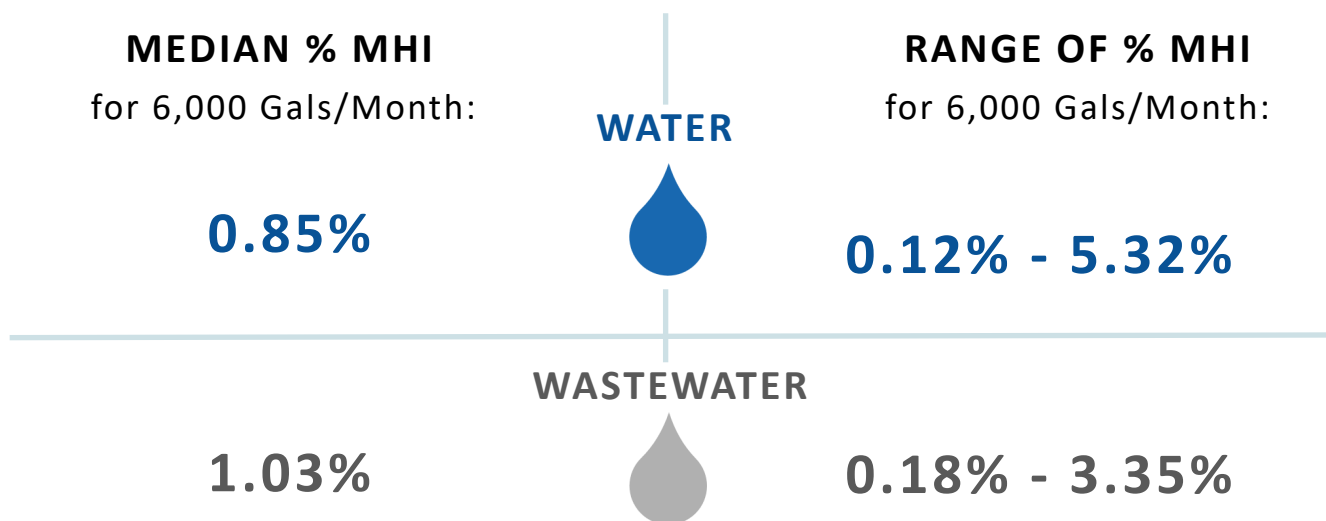 MEDIAN % MHI
for 6,000 Gals/Month:
RANGE OF % MHI
for 6,000 Gals/Month:
WATER
0.85%
0.12% - 5.32%
WASTEWATER
1.03%
0.18% - 3.35%